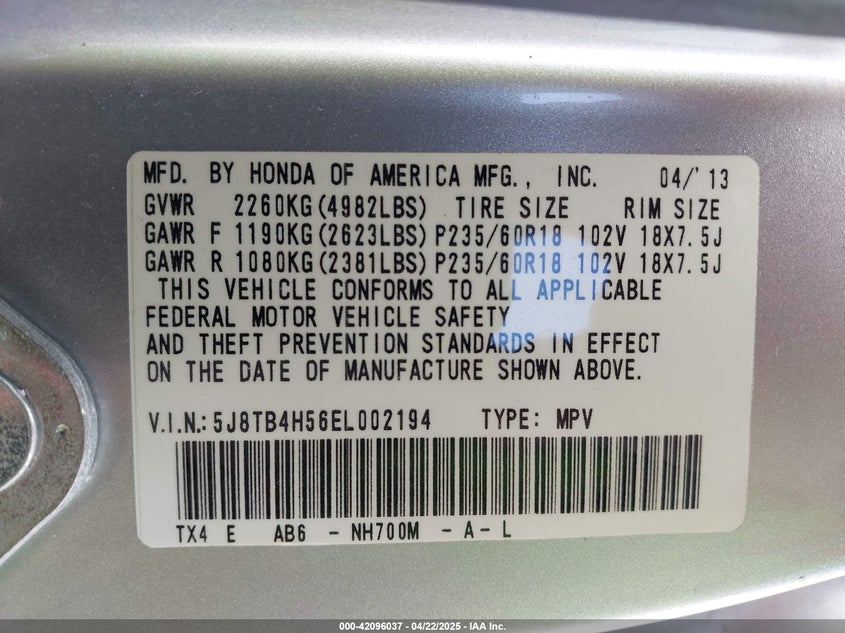 MFD. BY HONDA OF AMERICA MFG., INC. 04/'13
GVWR 2260KG(4982LBS) TIRE SIZE RIM SIZE
GAWR F 1190KG(2623LBS) P235/60R18 102V 18X7.5J
GAWR R 1080KG(2381LBS) P235/60R18 102V 18X7.5J
THIS VEHICLE CONFORMS TO ALL APPLICABLE
FEDERAL MOTOR VEHICLE SAFETY
AND THEFT PREVENTION STANDARDS IN EFFECT
ON THE DATE OF MANUFACTURE SHOWN ABOVE.
V.I.N.: 5J8TB4H56EL002194 TYPE: MPV
TX4 E AB6 - NH700M - A - L
000-42096037 - 04/22/2025 - IAA Inc.